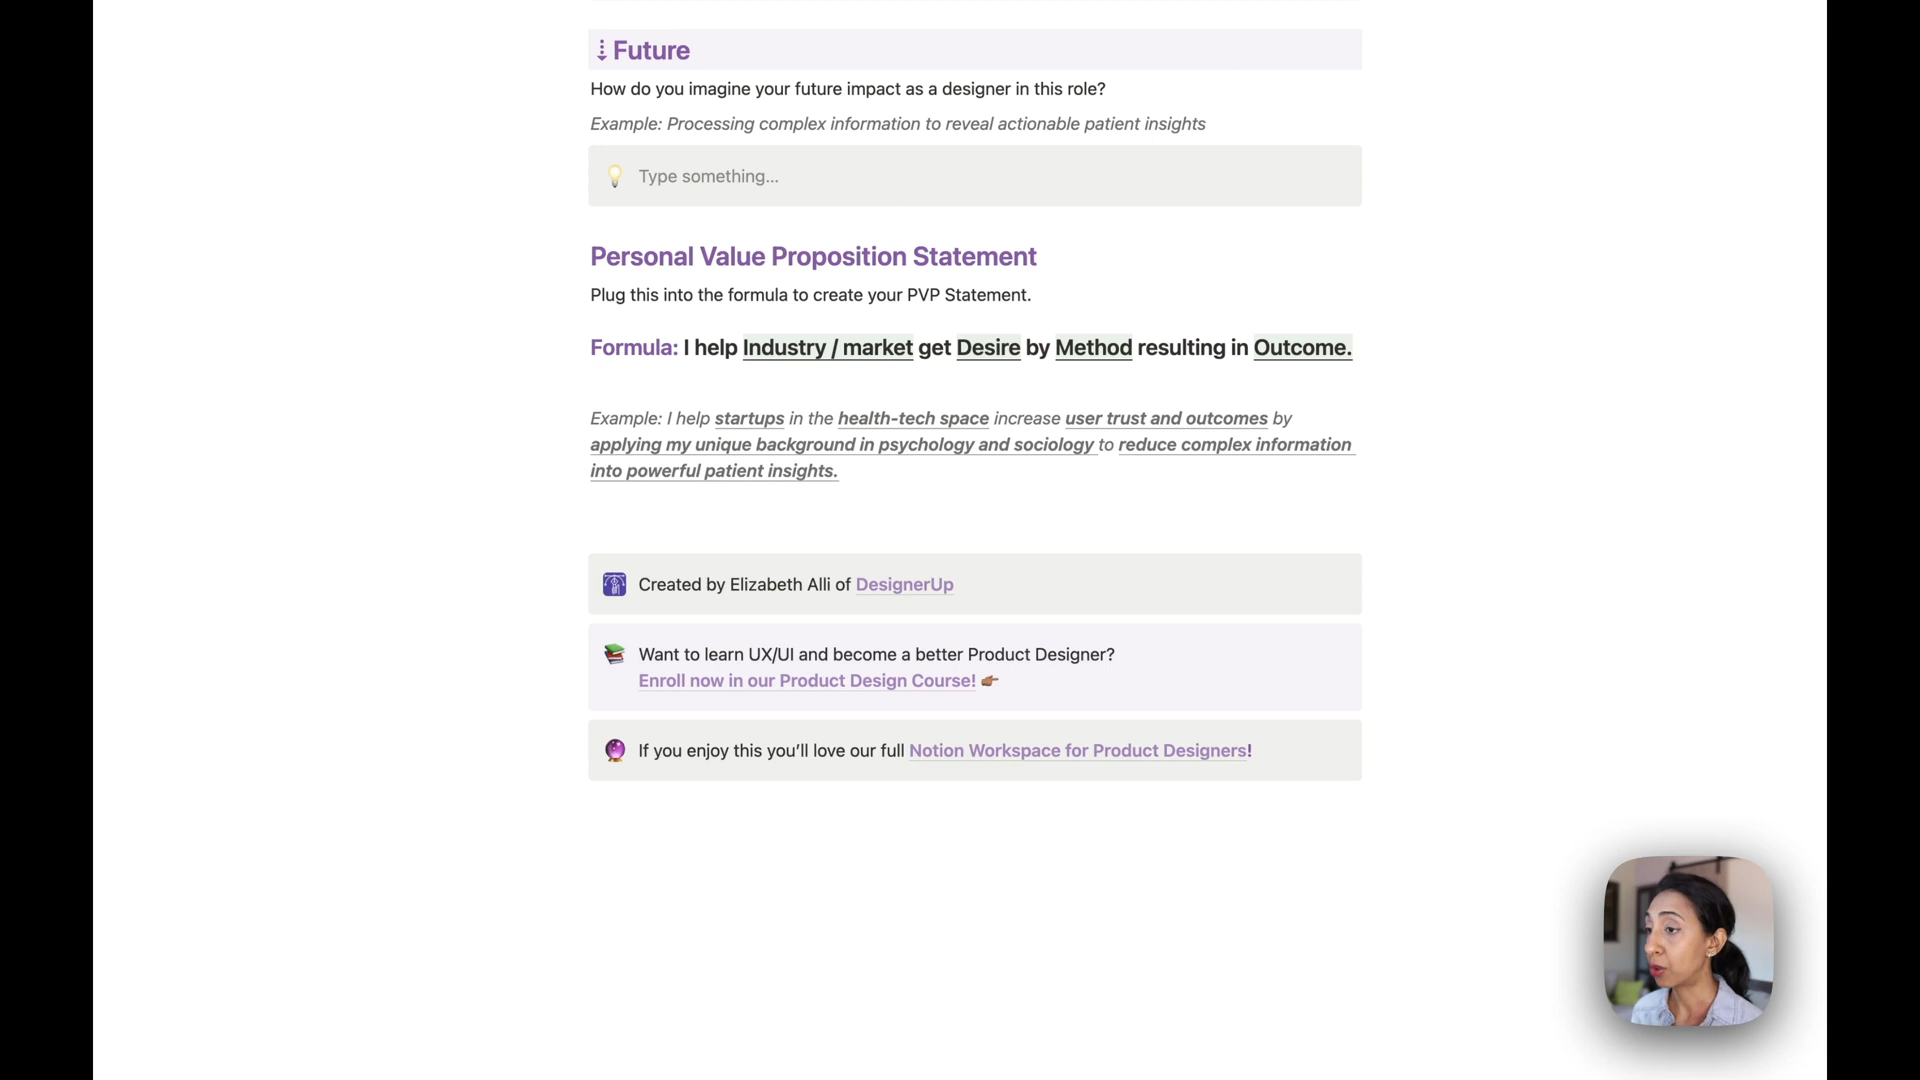 Future
How do you imagine your future impact as a designer in this role?
Example: Processing complex information to reveal actionable patient insights
Type something...
Personal Value Proposition Statement
Plug this into the formula to create your PVP Statement.
Formula: I help Industry / market get Desire by Method resulting in Outcome.
Example: I help startups in the health-tech space increase user trust and outcomes by
applying my unique background in psychology and sociology to reduce complex information
into powerful patient insights.
Created by Elizabeth Alli of DesignerUp
Want to learn UX/UI and become a better Product Designer?
Enroll now in our Product Design Course!
If you enjoy this you’ll love our full Notion Workspace for Product Designers!